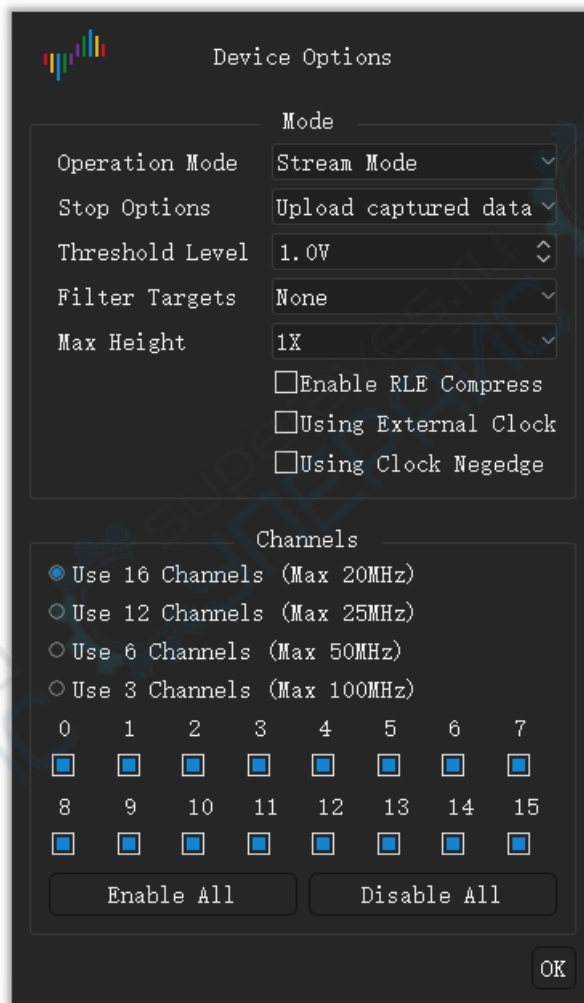 Device Options
Mode
Operation Mode Stream Mode
Stop Options Upload captured data
Threshold Level 1.0V
Filter Targets None
Max Height 1X
Enable RLE Compress
Using External Clock
Using Clock Negedge
Channels
Use 16 Channels (Max 20MHz)
Use 12 Channels (Max 25MHz)
Use 6 Channels (Max 50MHz)
Use 3 Channels (Max 100MHz)
0 1 2 3 4 5 6 7
8 9 10 11 12 13 14 15
Enable All Disable All
OK